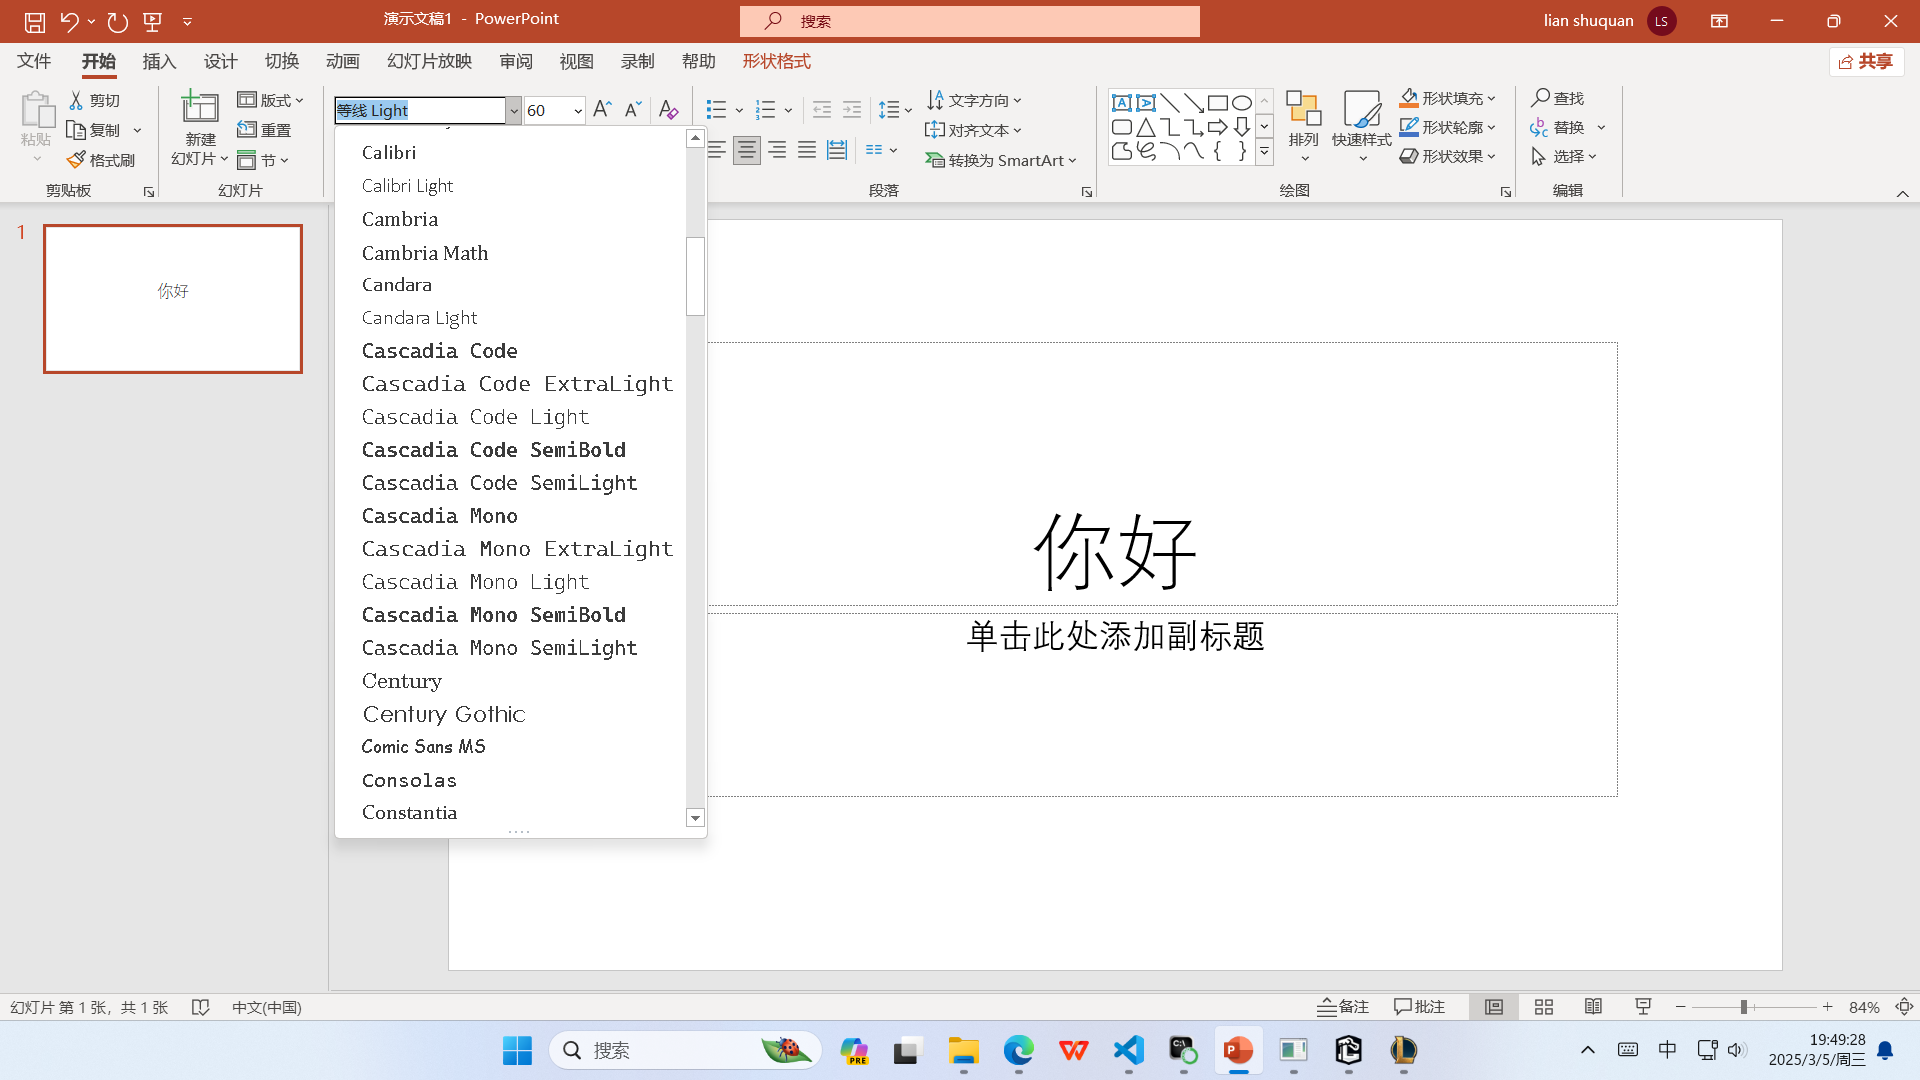 演示文稿1 - PowerPoint
搜索
lian shuquan
LS
文件 开始 插入 设计 切换 动画 幻灯片放映 审阅 视图 录制 帮助 形状格式
共享
粘贴
剪切
复制
格式刷
剪贴板
新建
幻灯片
版式
重置
节
幻灯片
等线 Light
60
文字方向
对齐文本
转换为 SmartArt
段落
排列
快速样式
形状填充
形状轮廓
形状效果
绘图
查找
替换
选择
编辑
Calibri
Calibri Light
Cambria
Cambria Math
Candara
Candara Light
Cascadia Code
Cascadia Code ExtraLight
Cascadia Code Light
Cascadia Code SemiBold
Cascadia Code SemiLight
Cascadia Mono
Cascadia Mono ExtraLight
Cascadia Mono Light
Cascadia Mono SemiBold
Cascadia Mono SemiLight
Century
Century Gothic
Comic Sans MS
Consolas
Constantia
1
你好
你好
单击此处添加副标题
幻灯片 第 1 张，共 1 张
中文(中国)
备注
批注
84%
搜索
PRE
中
19:49:28
2025/3/5/周三